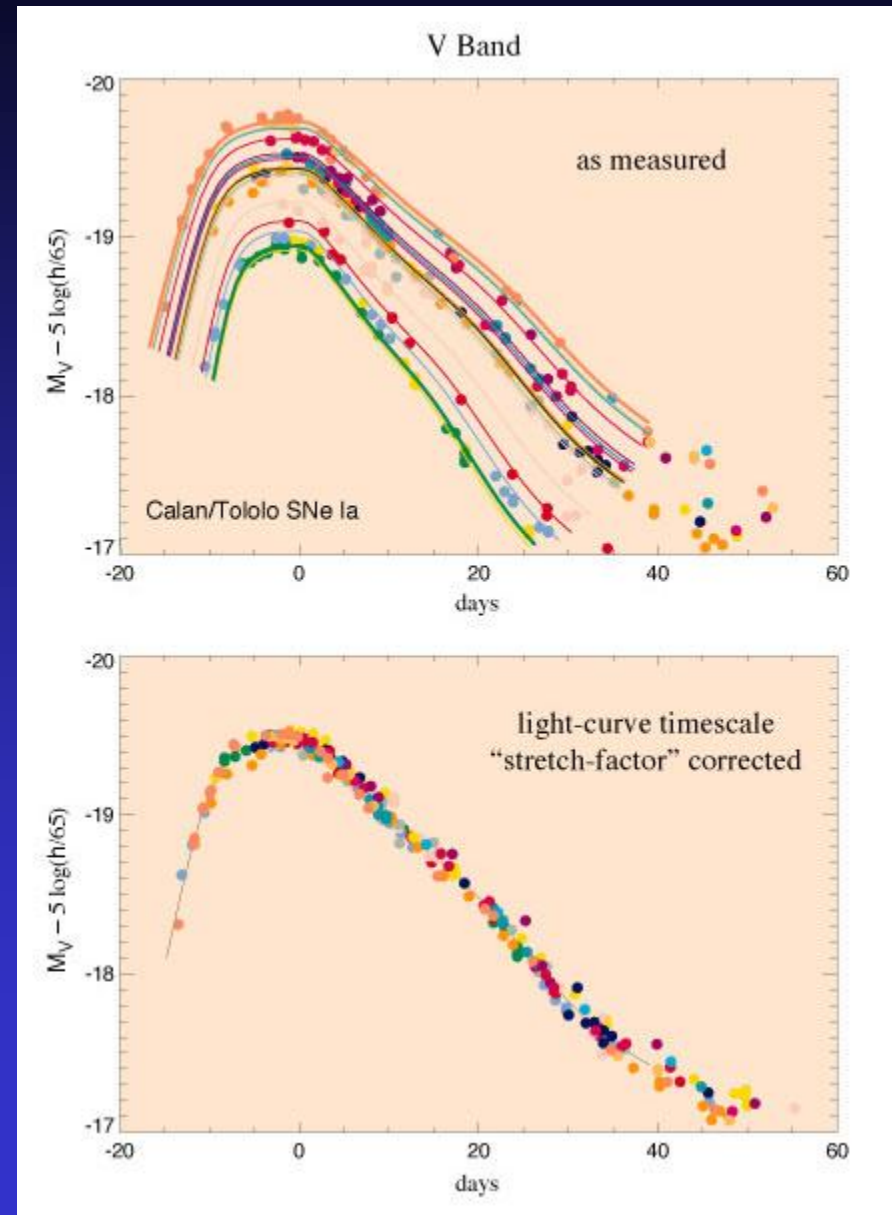 V Band
-20
-19
-18
-17
M_V – 5 log(h/65)
as measured
Calan/Tololo SNe Ia
-20
0
20
40
60
days
-20
-19
-18
-17
M_V – 5 log(h/65)
light-curve timescale
“stretch-factor” corrected
-20
0
20
40
60
days